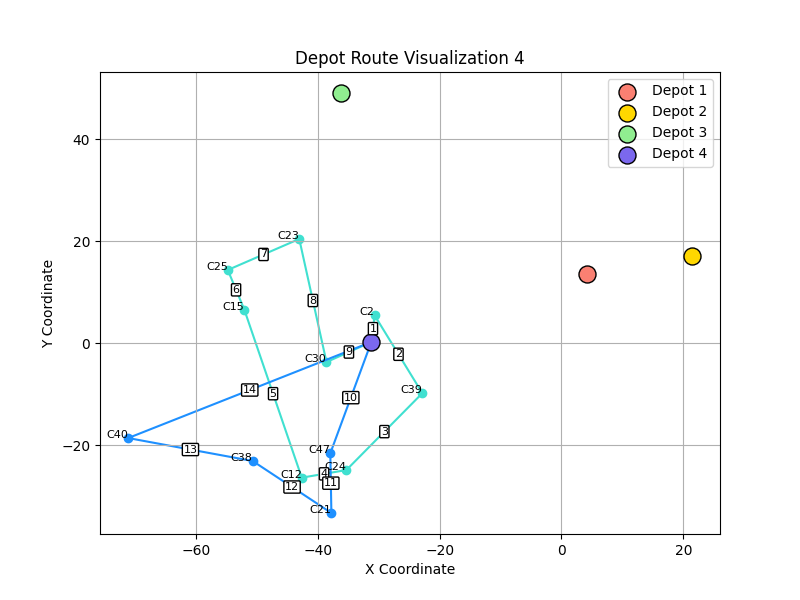 Depot Route Visualization 4
Depot 1
Depot 2
Depot 3
Depot 4
40
20
0
−20
Y Coordinate
C23
7
C25
6
C15
8
C2
1
9
2
C30
14
5
10
C39
3
C40
13
C38
C47
C12
4
C24
11
12
C21
−60
−40
−20
0
20
X Coordinate